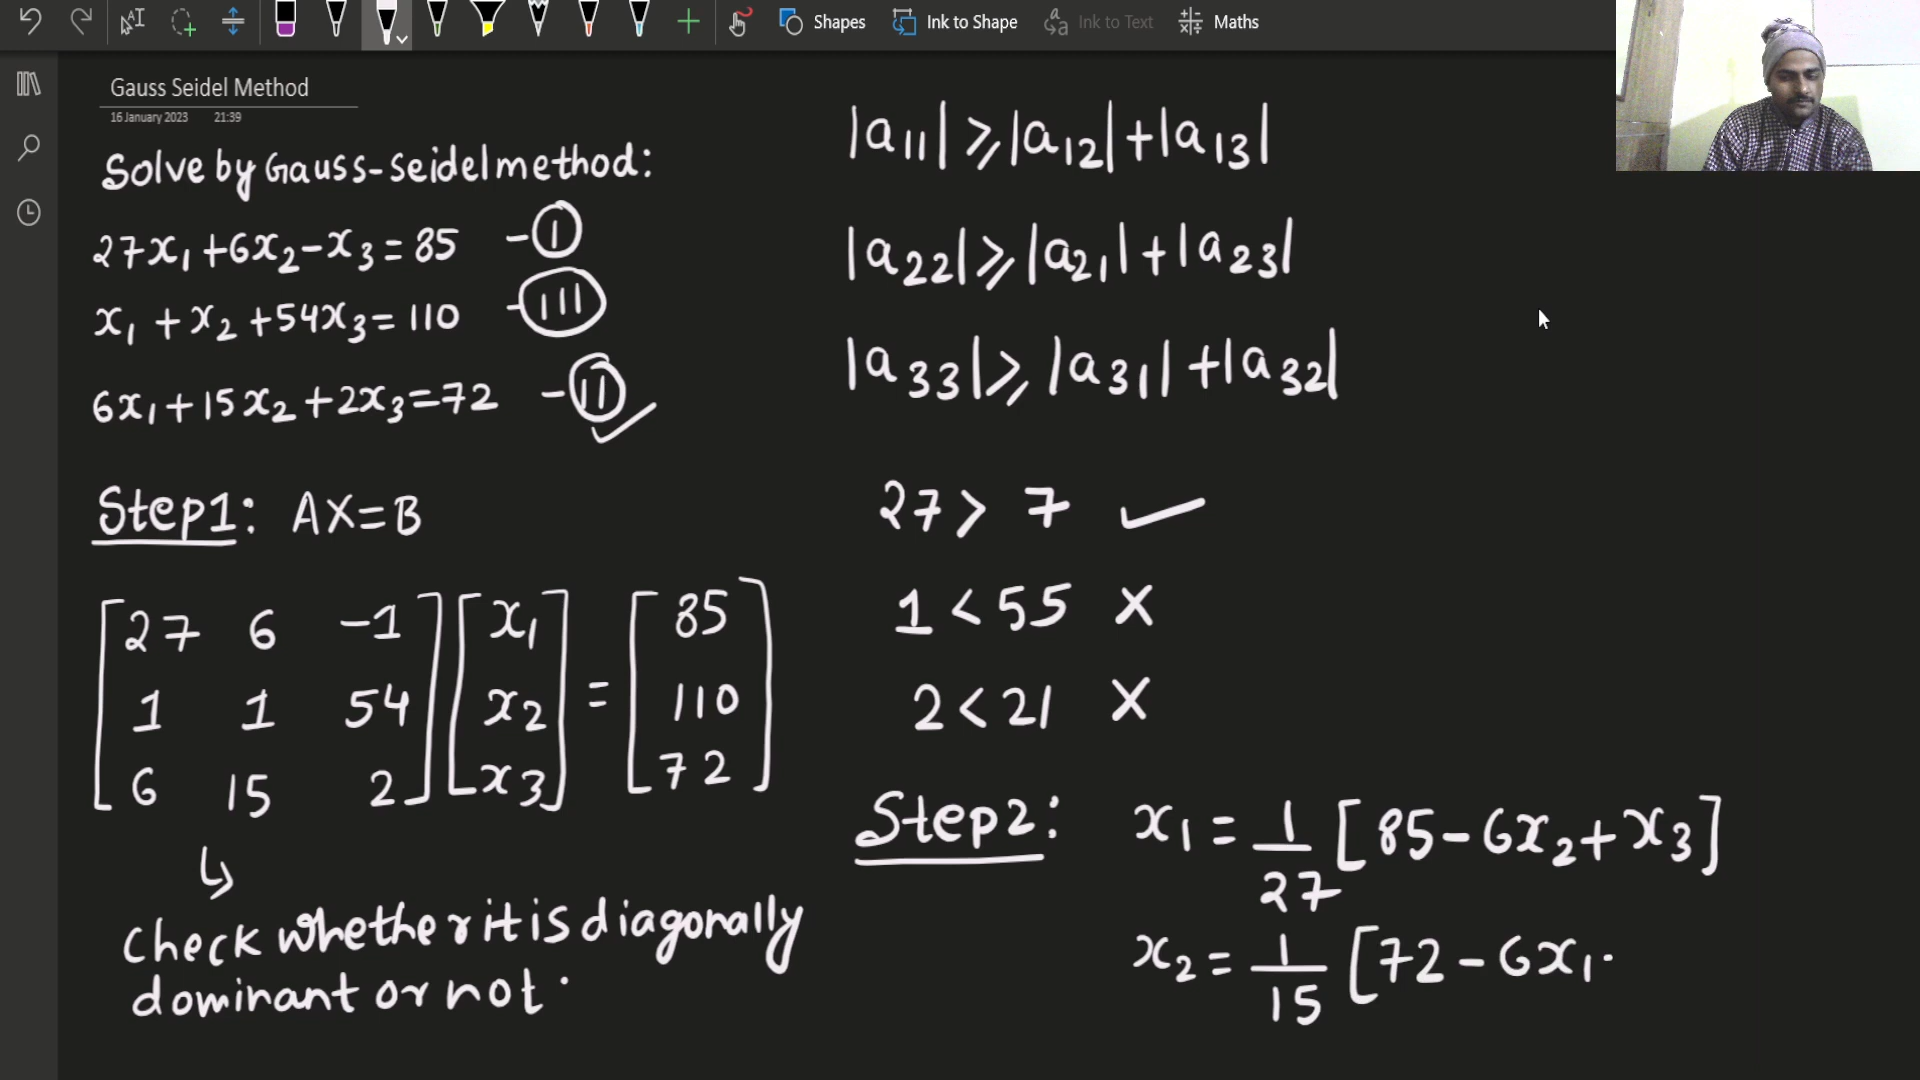 Shapes Ink to Shape Ink to Text Maths
Gauss Seidel Method
16 January 2023 21:39
Solve by Gauss-seidel method:
27x₁+6x₂-x₃=85 -(I)
x₁+x₂+54x₃=110 -(III)
6x₁+15x₂+2x₃=72 -(II) ✓
Step1: AX=B
[27 6 -1] [x₁] = [85]
[1 1 54] [x₂] = [110]
[6 15 2] [x₃] = [72]
↳
Check whether it is diagonally
dominant or not.
|a₁₁| ⩾ |a₁₂|+|a₁₃|
|a₂₂| ⩾ |a₂₁|+|a₂₃|
|a₃₃| ⩾ |a₃₁|+|a₃₂|
27 > 7 ✓
1 < 55 X
2 < 21 X
Step2: x₁ = 1/27 [85-6x₂+x₃]
x₂ = 1/15 [72-6x₁-